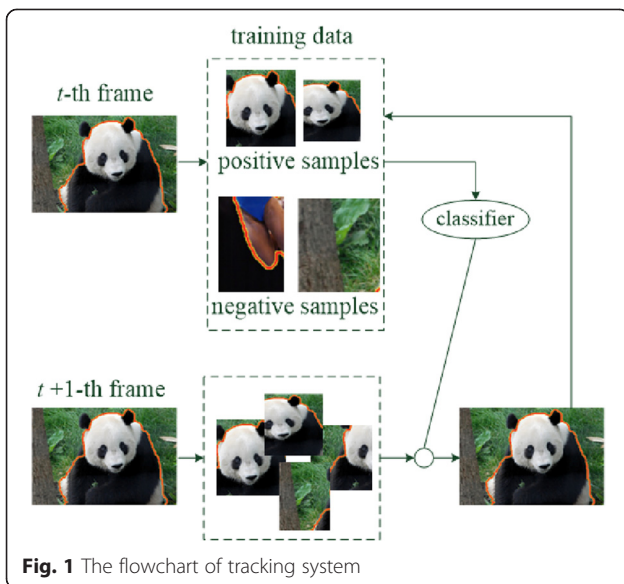 training data
t-th frame
positive samples
classifier
negative samples
t +1-th frame
Fig. 1 The flowchart of tracking system